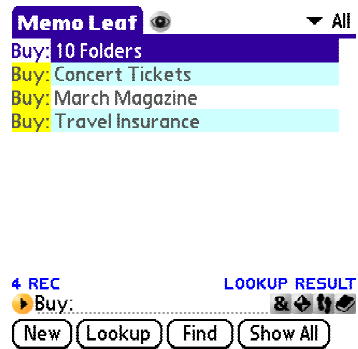 Memo Leaf All
Buy: 10 Folders
Buy: Concert Tickets
Buy: March Magazine
Buy: Travel Insurance
4 REC LOOKUP RESULT
Buy: &
New Lookup Find Show All